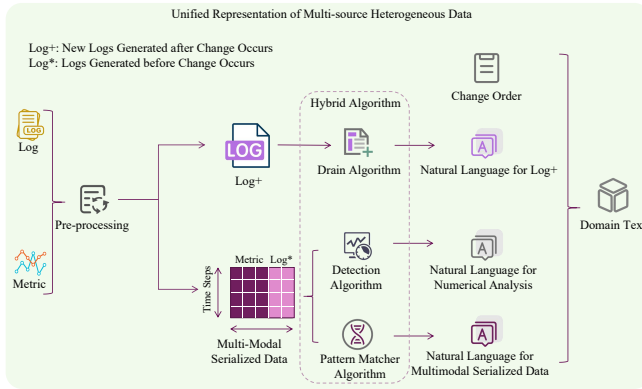 Unified Representation of Multi-source Heterogeneous Data
Log+: New Logs Generated after Change Occurs
Log*: Logs Generated before Change Occurs
Change Order
Hybrid Algorithm
LOG
Log
LOG
Log+
Drain Algorithm
A
Natural Language for Log+
Pre-processing
Domain Tex
Metric
Metric Log*
Time Steps
Multi-Modal
Serialized Data
Detection
Algorithm
A
Natural Language for
Numerical Analysis
Pattern Matcher
Algorithm
A
Natural Language for
Multimodal Serialized Data